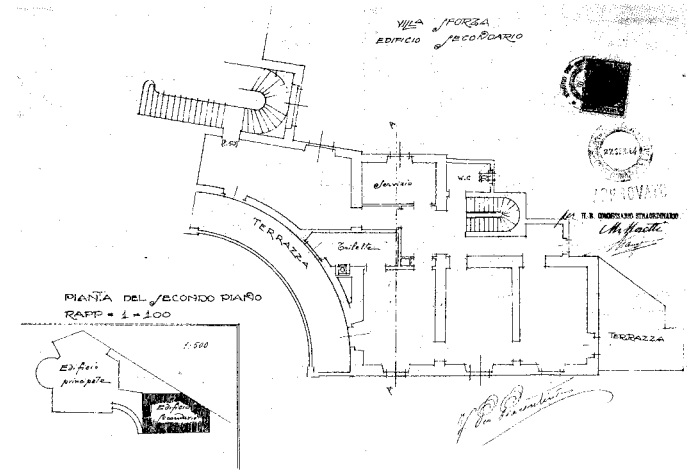 VILLA SFORZA
EDIFICIO SECONDARIO
APPROVATO
IL R. COMMISSARIO STRAORDINARIO
W.C
Servizio
A
TERRAZZA
Toilette
PIANTA DEL SECONDO PIANO
RAPP = 1 = 100
TERRAZZA
1:500
Edificio
principale
Edificio
Secondario
A